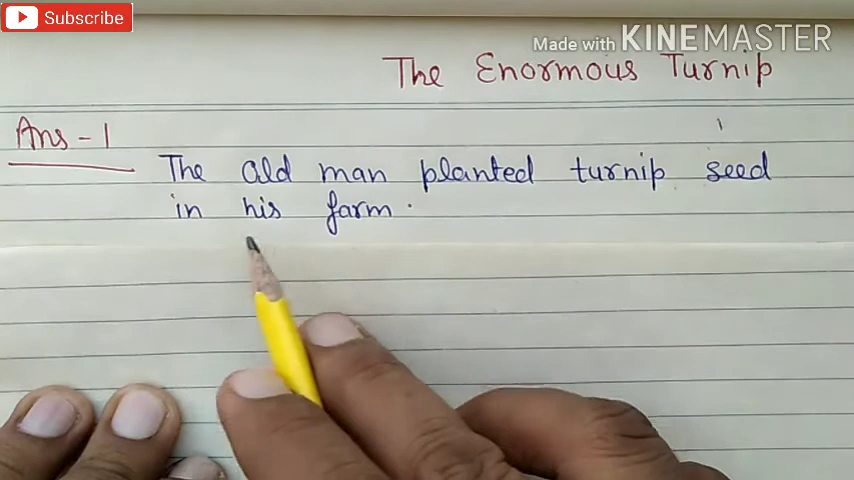 Subscribe
Made with KINEMASTER
The Enormous Turnip
Ans - 1
The old man planted turnip seed
in his farm.